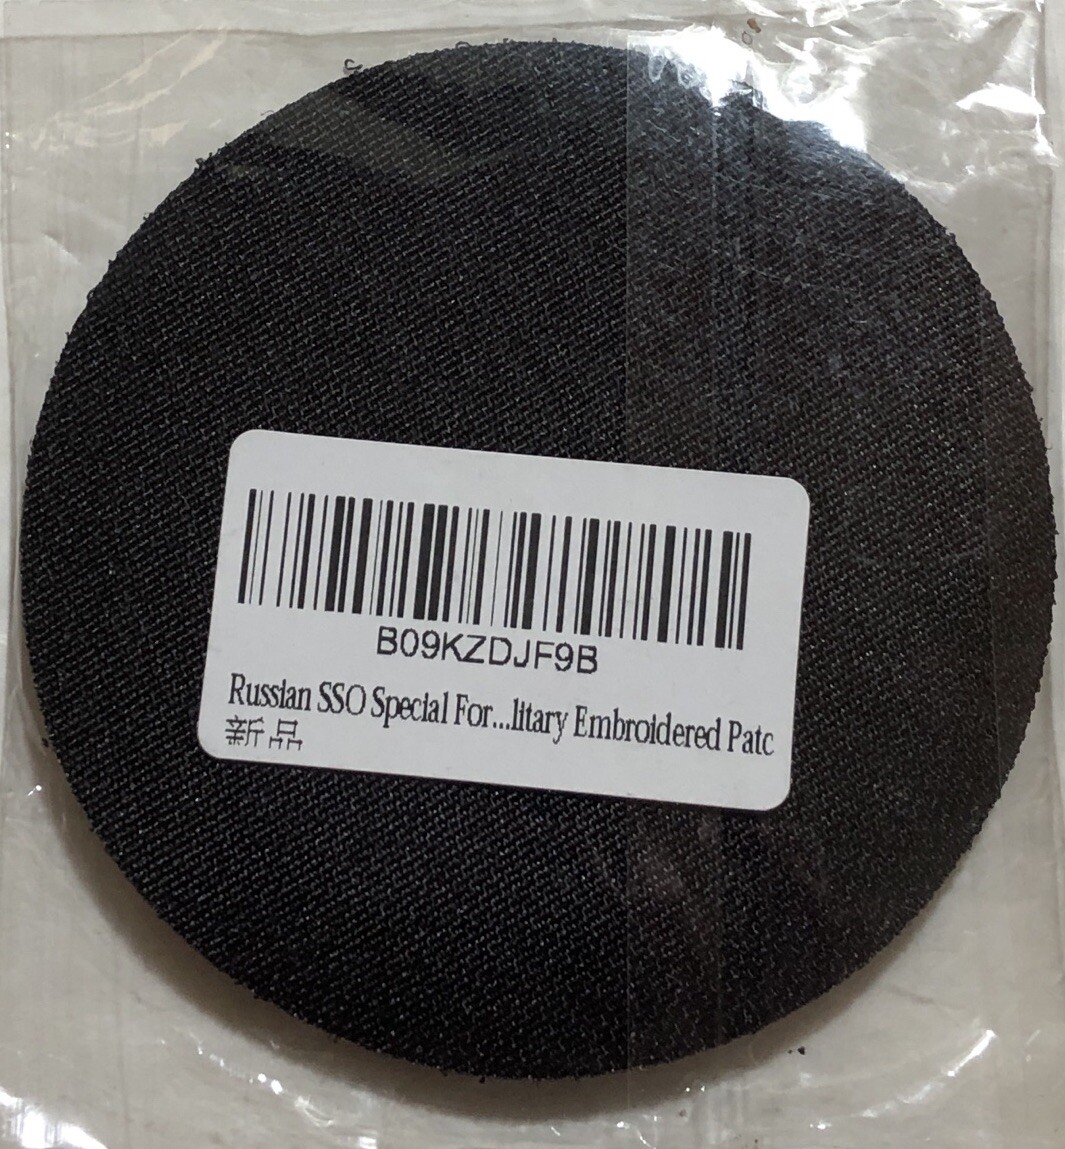 B09KZDJF9B
Russian SSO Special For...litary Embroidered Patc
新品